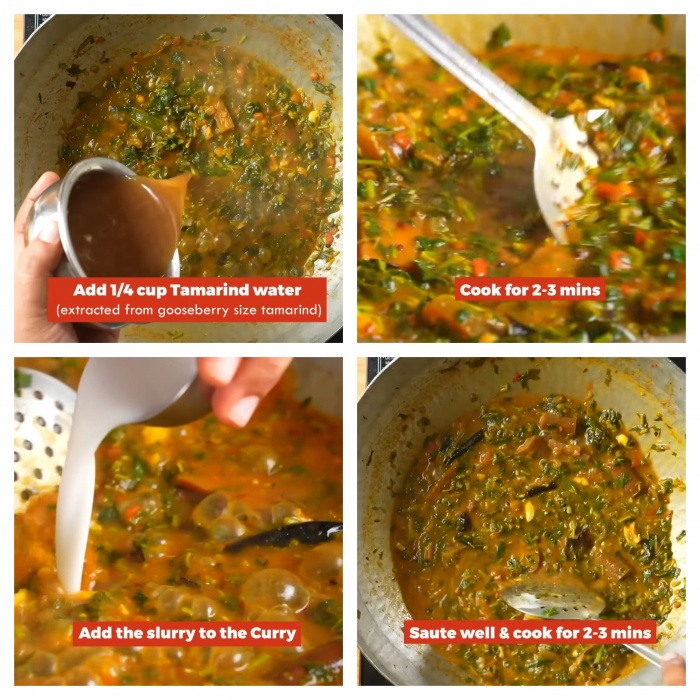 Add 1/4 cup Tamarind water
(extracted from gooseberry size tamarind)
Cook for 2-3 mins
Add the slurry to the Curry
Saute well & cook for 2-3 mins